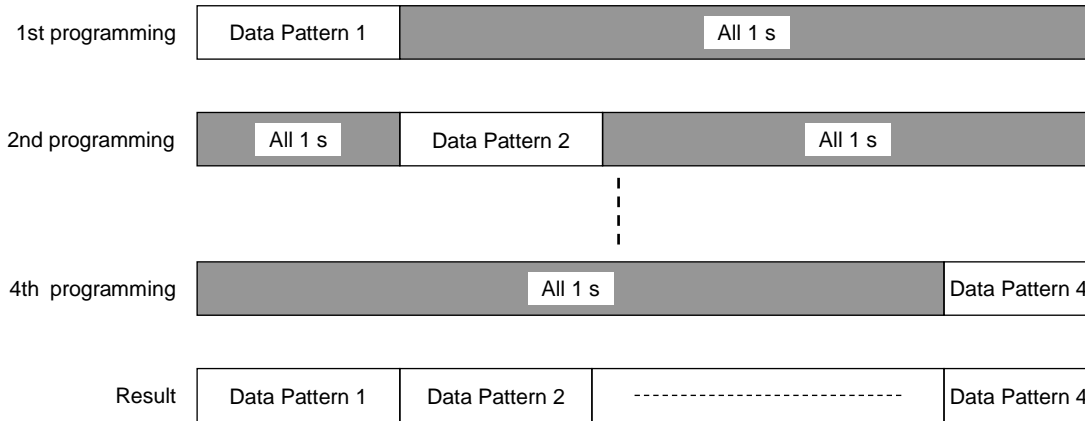 1st programming Data Pattern 1 All 1 s
2nd programming All 1 s Data Pattern 2 All 1 s
4th programming All 1 s Data Pattern 4
Result Data Pattern 1 Data Pattern 2 Data Pattern 4